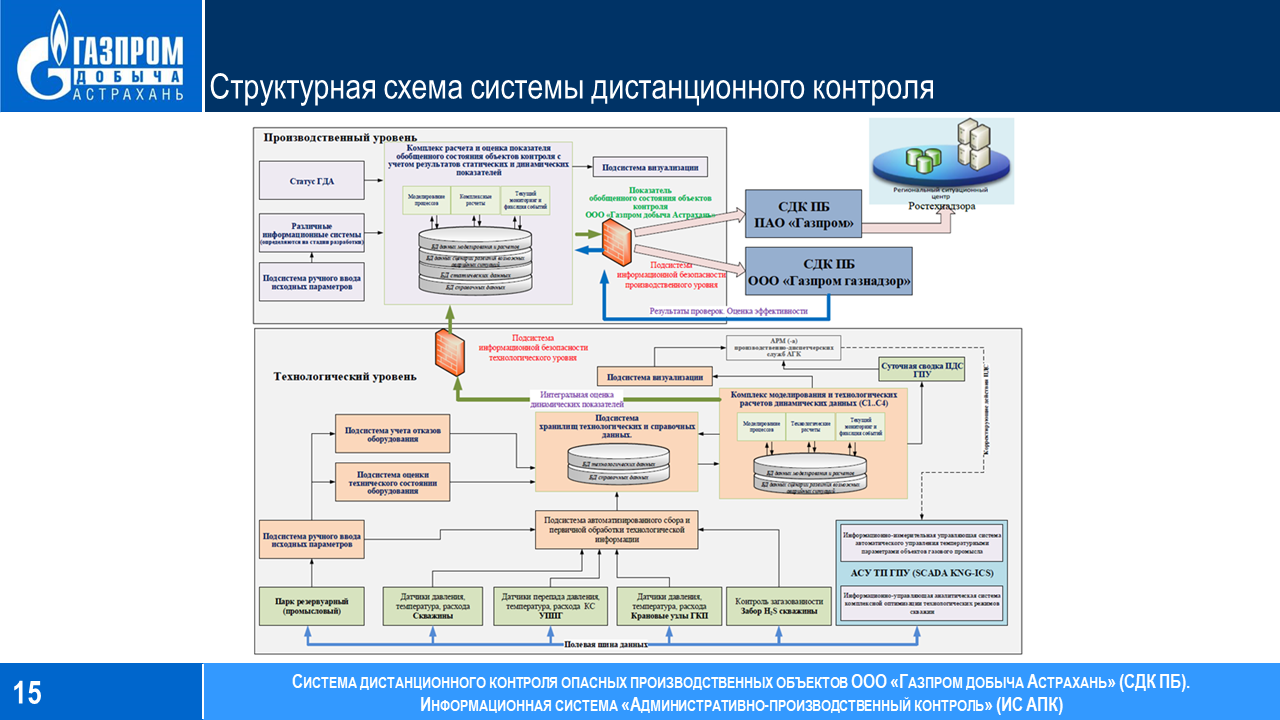 ГАЗПРОМ
ДОБЫЧА
АСТРАХАНЬ
Структурная схема системы дистанционного контроля
Производственный уровень
Комплекс расчета и оценка показателя
обобщенного состояния объектов контроля с
учетом результатов статических и динамических
показателей
Статус ГДА
Различные
информационные системы
(определяются на стадии разработки)
Подсистема ручного ввода
исходных параметров
Моделирование
процессов
Комплексные
расчеты
Текущий
мониторинг и
фиксация событий
БД данных моделирования и расчетов
БД данных сценарии развития возможных
аварийных ситуаций
БД статических данных
БД справочных данных
Подсистема визуализации
Показатель
обобщенного состояния объектов
контроля
ООО «Газпром добыча Астрахань»
Подсистема
информационной безопасности
производственного уровня
СДК ПБ
ПАО «Газпром»
СДК ПБ
ООО «Газпром газнадзор»
Региональный ситуационный
центр
Ростехнадзора
Результаты проверок. Оценка эффективности
Технологический уровень
Подсистема
информационной безопасности
технологического уровня
АРМ (-а)
производственно-диспетчерских
служб АГК
Подсистема визуализации
Суточная сводка ПДС
ГПУ
Корректирующие действия ПДС
Интегральная оценка
динамических показателей
Комплекс моделирования и технологических
расчетов динамических данных (С1..С4)
Моделирование
процессов
Технологические
расчеты
Текущий
мониторинг и
фиксация событий
БД данных моделирования и расчетов
БД данных сценарии развития возможных
аварийных ситуаций
Подсистема
хранилищ технологических и справочных
данных.
БД технологических данных
БД справочных данных
Подсистема учета отказов
оборудования
Подсистема оценки
технического состоянии
оборудования
Подсистема ручного ввода
исходных параметров
Подсистема автоматизированного сбора и
первичной обработки технологической
информации
Информационно-измерительная управляющая система
автоматического управления температурными
параметрами объектов газового промысла
АСУ ТП ГПУ (SCADA KNG-ICS)
Информационно-управляющая аналитическая система
комплексной оптимизации технологических режимов
скважин
Парк резервуарный
(промысловый)
Датчики давления,
температура, расхода
Скважины
Датчики перепада давления,
температура, расхода КС
УППГ
Датчики давления,
температура, расхода
Крановые узлы ГКП
Контроль загазованности
Забор H₂S скважины
Полевая шина данных
15
Система дистанционного контроля опасных производственных объектов ООО «Газпром добыча Астрахань» (СДК ПБ).
Информационная система «Административно-производственный контроль» (ИС АПК)